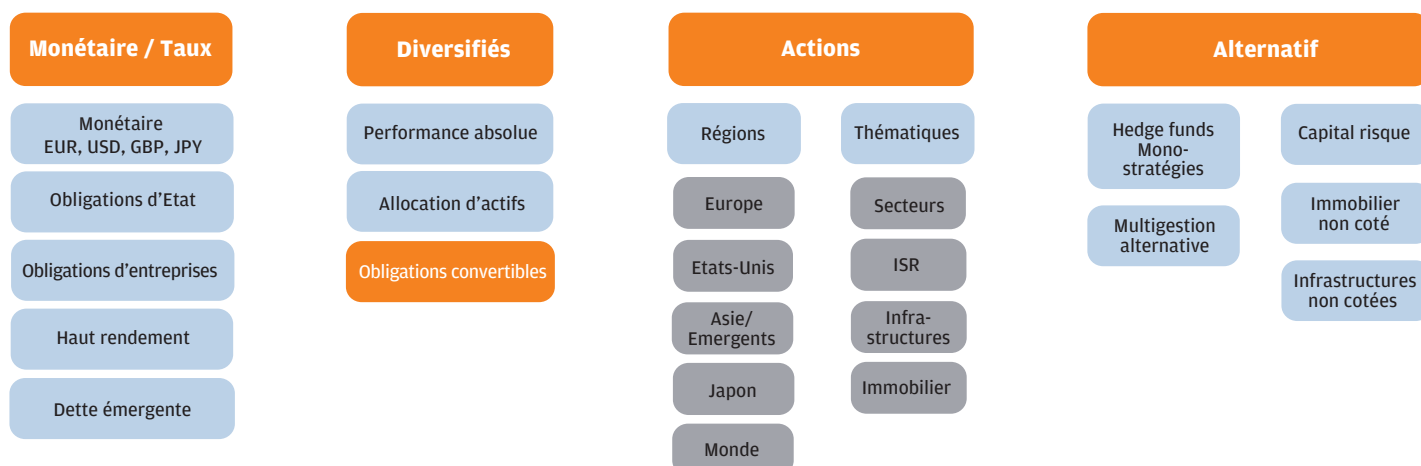 Monétaire / Taux
Monétaire
EUR, USD, GBP, JPY
Obligations d'Etat
Obligations d'entreprises
Haut rendement
Dette émergente
Diversifiés
Performance absolue
Allocation d'actifs
Obligations convertibles
Actions
Régions
Europe
Etats-Unis
Asie/
Emergents
Japon
Monde
Thématiques
Secteurs
ISR
Infra-
structures
Immobilier
Alternatif
Hedge funds
Mono-
stratégies
Multigestion
alternative
Capital risque
Immobilier
non coté
Infrastructures
non cotées